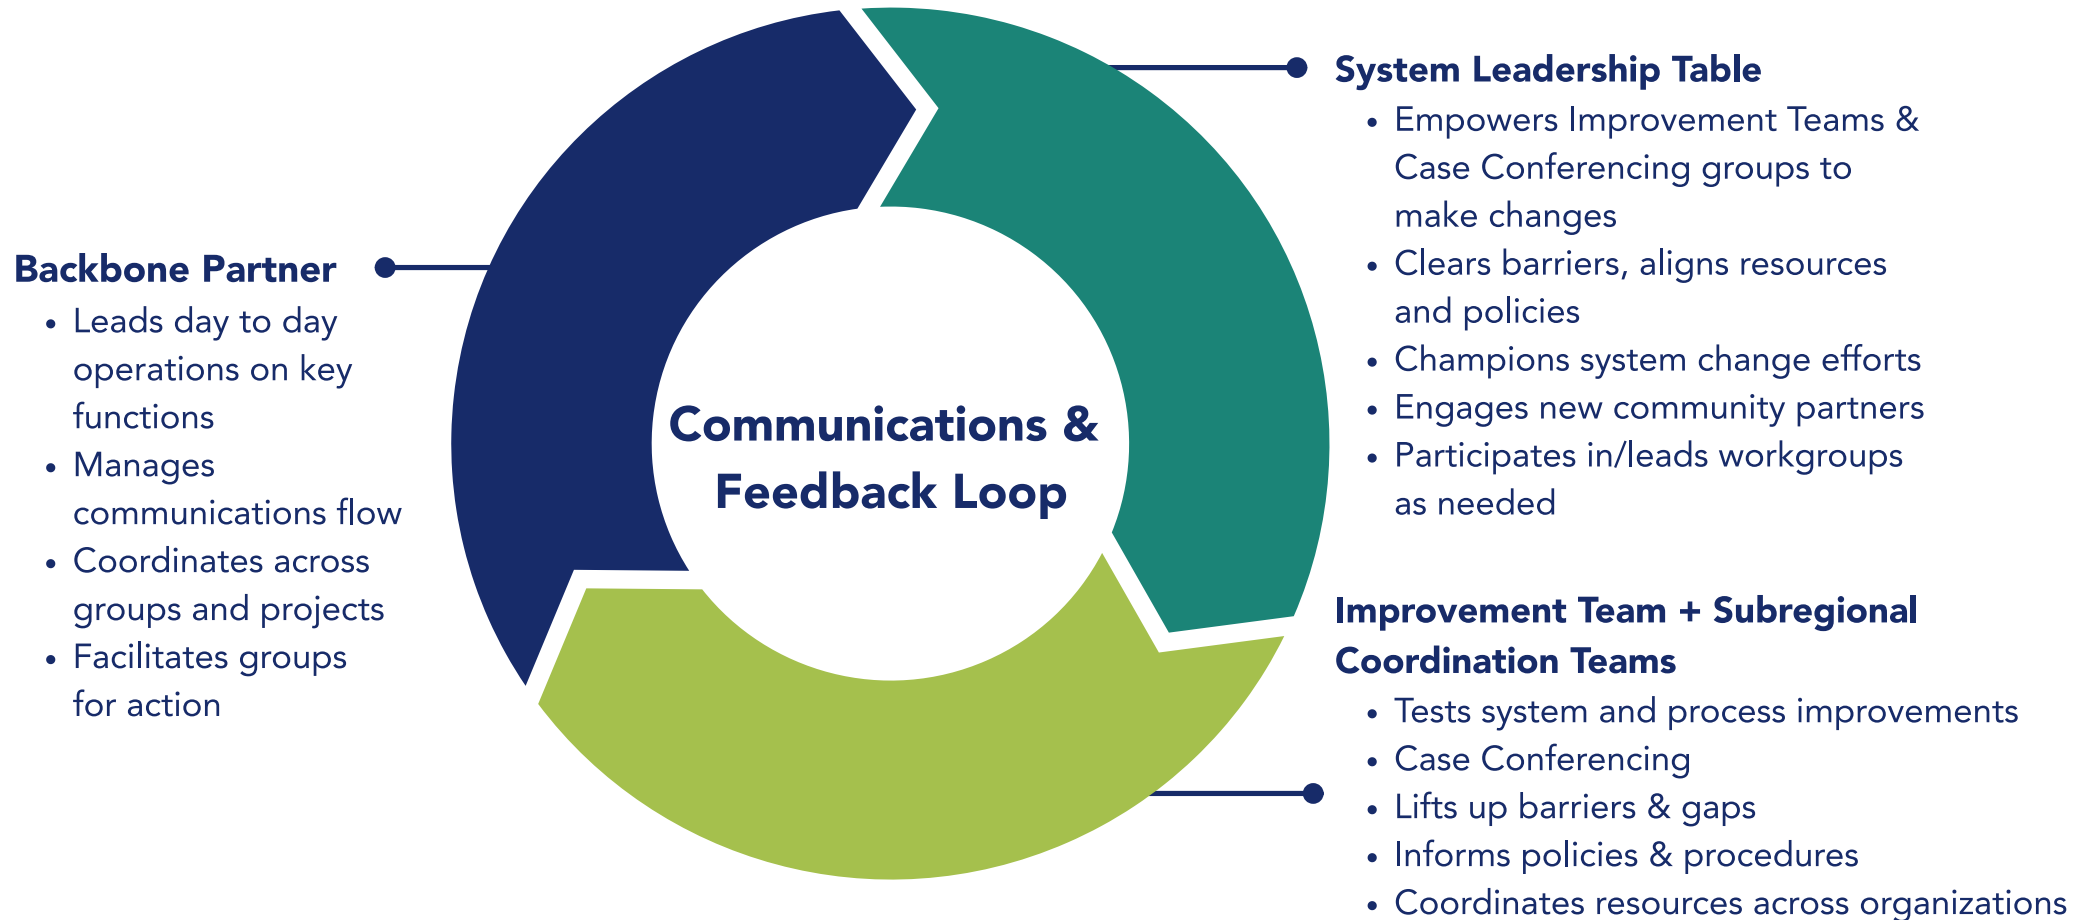 System Leadership Table
• Empowers Improvement Teams &
Case Conferencing groups to
make changes
• Clears barriers, aligns resources
and policies
• Champions system change efforts
• Engages new community partners
• Participates in/leads workgroups
as needed
Backbone Partner
• Leads day to day
operations on key
functions
• Manages
communications flow
• Coordinates across
groups and projects
• Facilitates groups
for action
Communications &
Feedback Loop
Improvement Team + Subregional
Coordination Teams
• Tests system and process improvements
• Case Conferencing
• Lifts up barriers & gaps
• Informs policies & procedures
• Coordinates resources across organizations